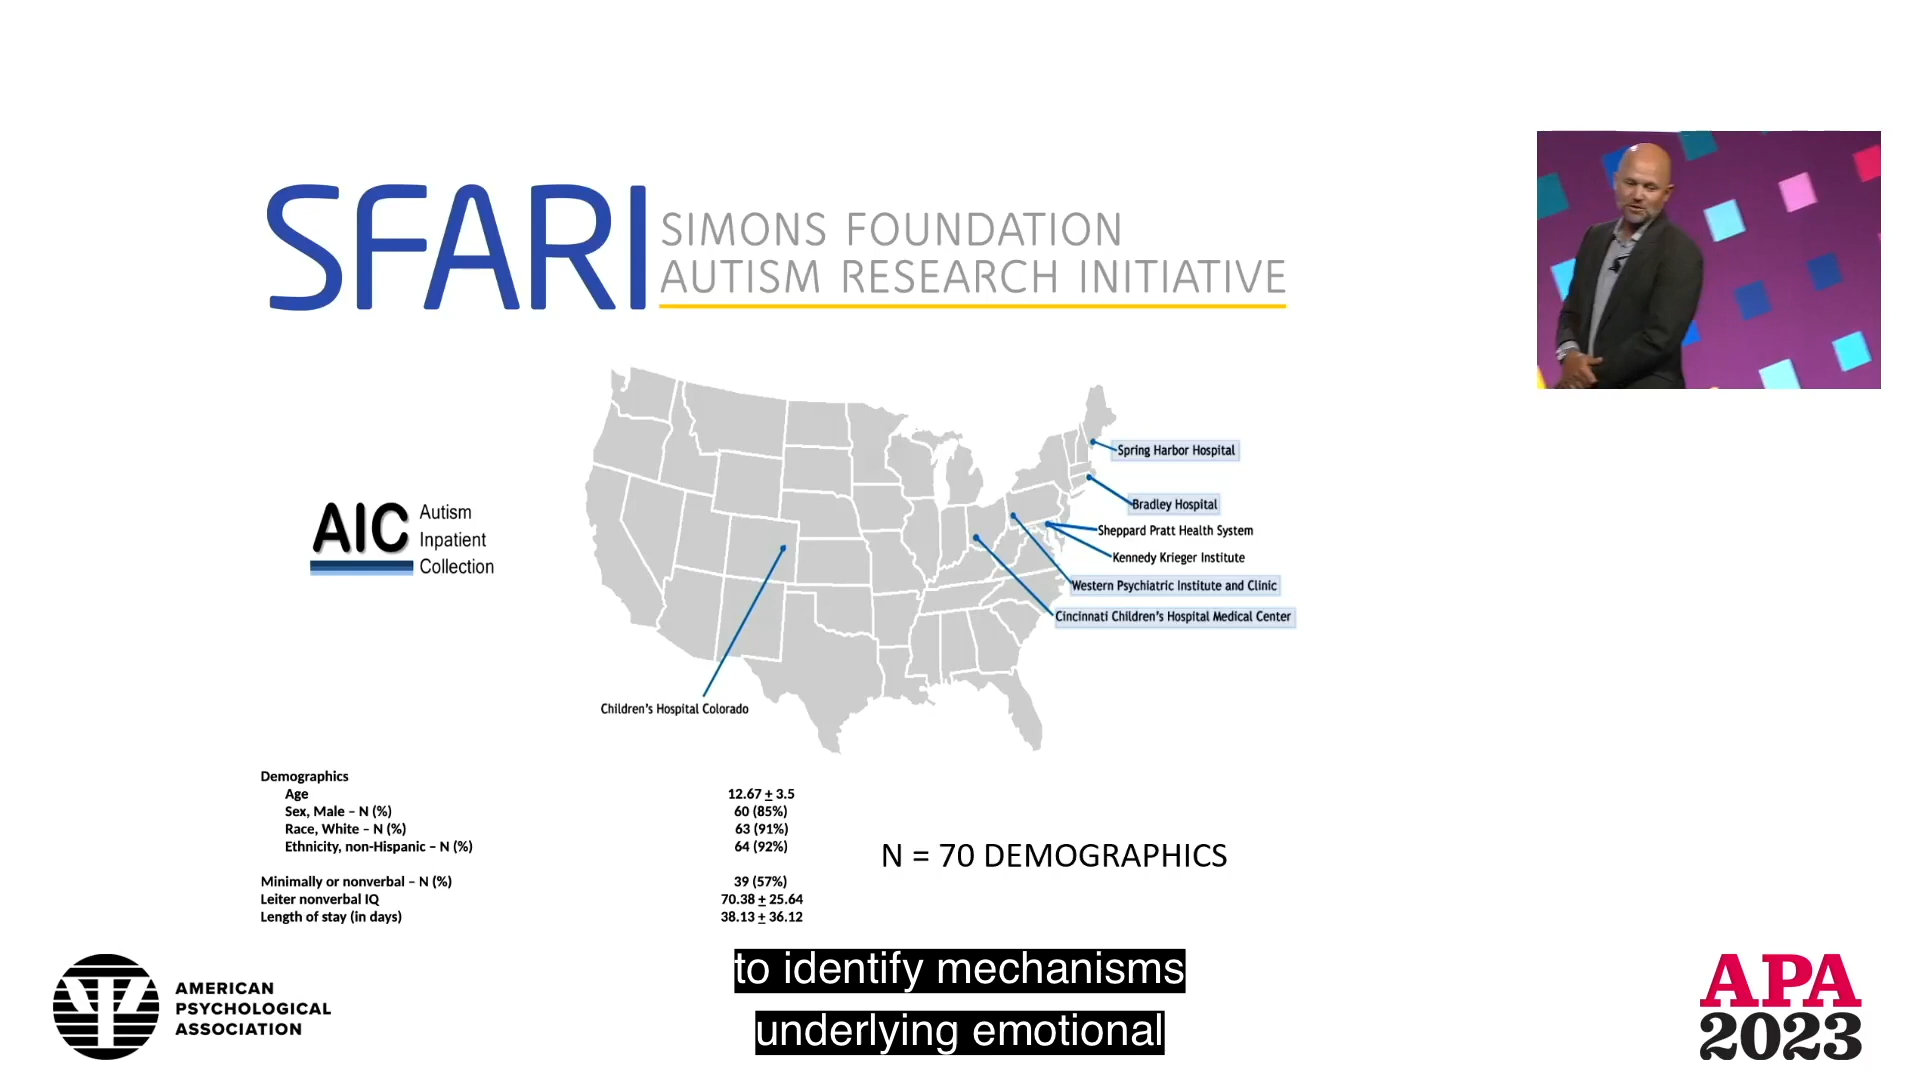 SFARI
SIMONS FOUNDATION
AUTISM RESEARCH INITIATIVE
Spring Harbor Hospital
Bradley Hospital
Sheppard Pratt Health System
Kennedy Krieger Institute
Western Psychiatric Institute and Clinic
Cincinnati Children's Hospital Medical Center
AIC
Autism
Inpatient
Collection
Children's Hospital Colorado
Demographics
Age 12.67 ± 3.5
Sex, Male – N (%) 60 (85%)
Race, White – N (%) 63 (91%)
Ethnicity, non-Hispanic – N (%) 64 (92%)
N = 70 DEMOGRAPHICS
Minimally or nonverbal – N (%) 39 (57%)
Leiter nonverbal IQ 70.38 ± 25.64
Length of stay (in days) 38.13 ± 36.12
to identify mechanisms
underlying emotional
AMERICAN
PSYCHOLOGICAL
ASSOCIATION
APA
2023